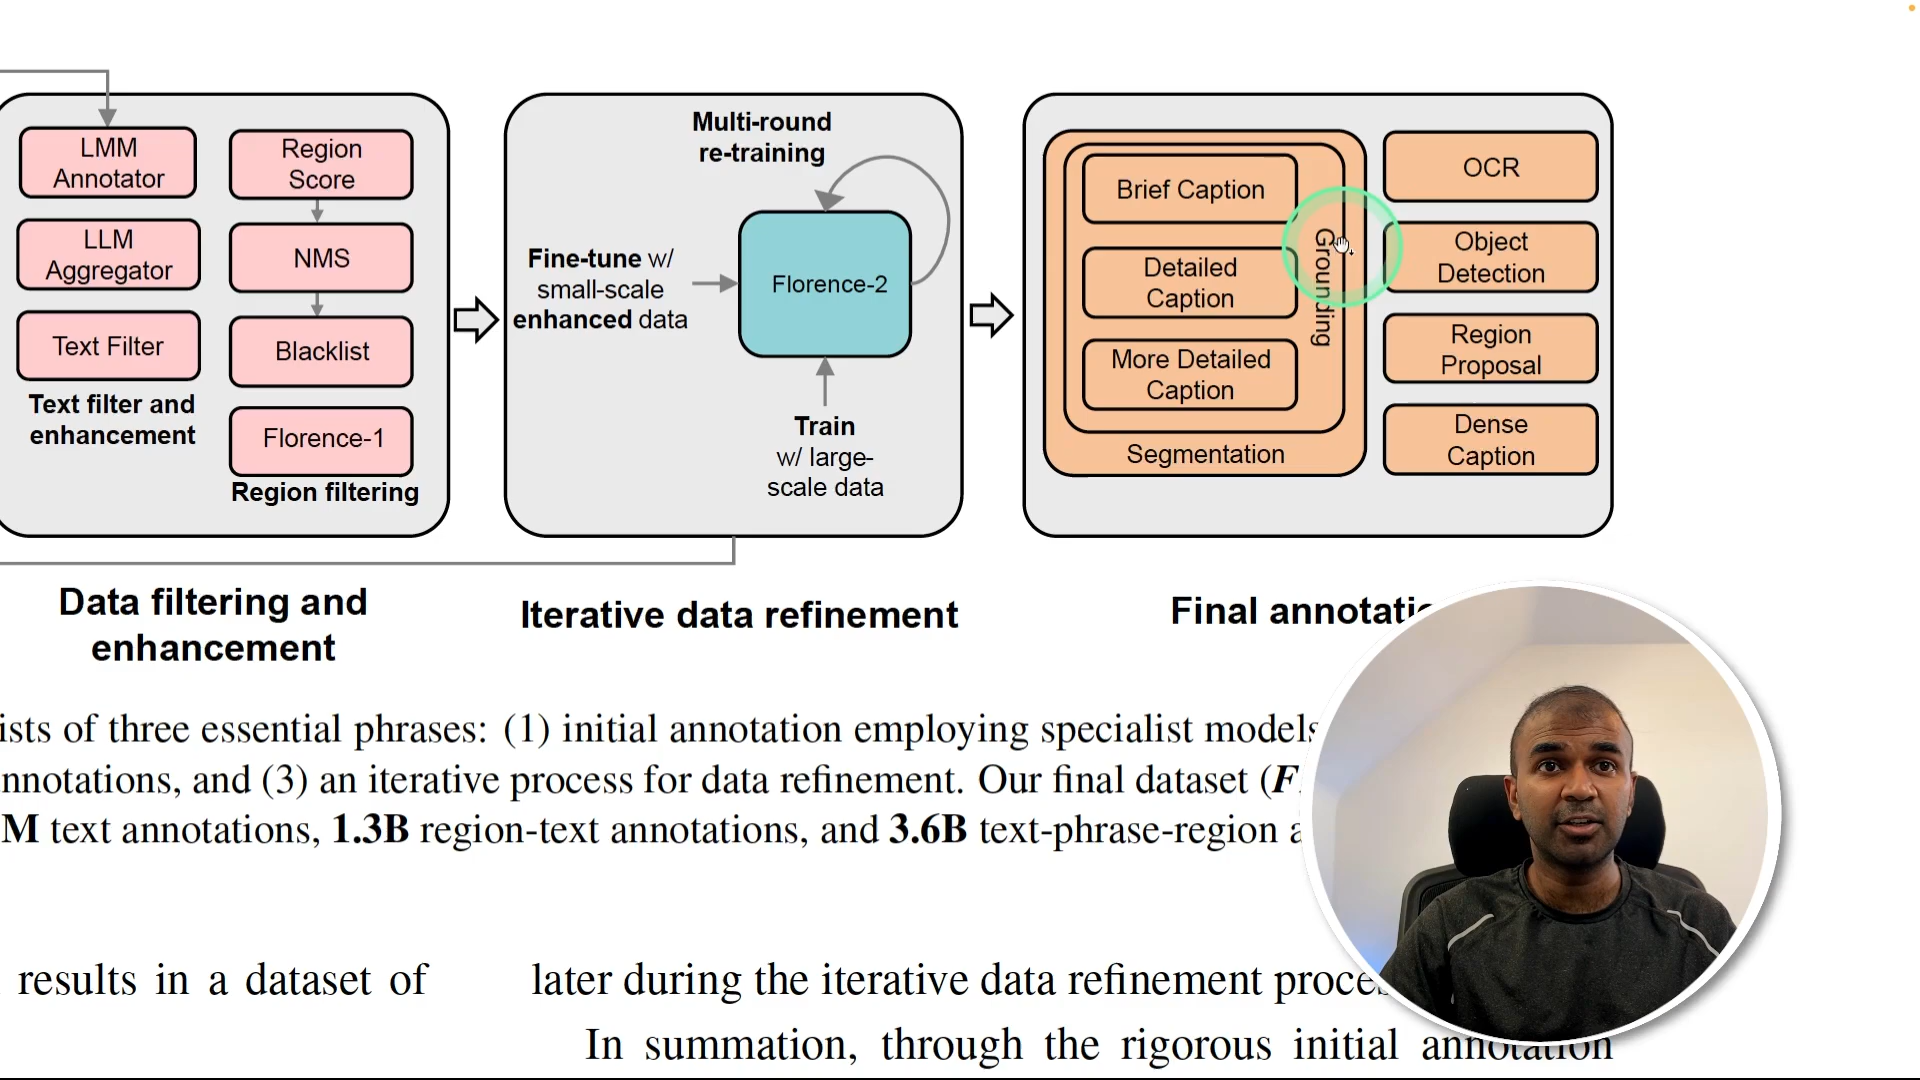 LMM
Annotator
LLM
Aggregator
Text Filter
Text filter and
enhancement
Region
Score
NMS
Blacklist
Florence-1
Region filtering
Multi-round
re-training
Fine-tune w/
small-scale
enhanced data
Florence-2
Train
w/ large-
scale data
Brief Caption
Detailed
Caption
More Detailed
Caption
Grounding
Segmentation
OCR
Object
Detection
Region
Proposal
Dense
Caption
Data filtering and
enhancement
Iterative data refinement
Final
of three essential phrases: (1) initial annotation employing specialist models
and (3) an iterative process for data refinement. Our final dataset (
M text annotations, 1.3B region-text annotations, and 3.6B text-phrase-region
results in a dataset of
later during the iterative data refinement
In summation, through the rigorous initial annotation